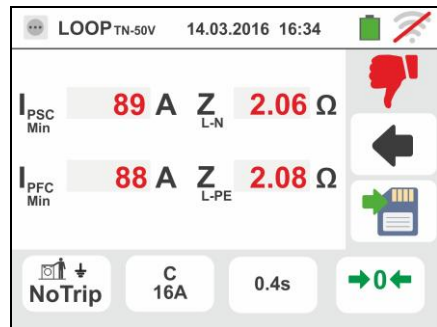 LOOP TN-50V 14.03.2016 16:34
I PSC Min 89 A Z L-N 2.06 Ω
I PFC Min 88 A Z L-PE 2.08 Ω
NoTrip C 16A 0.4s →0←